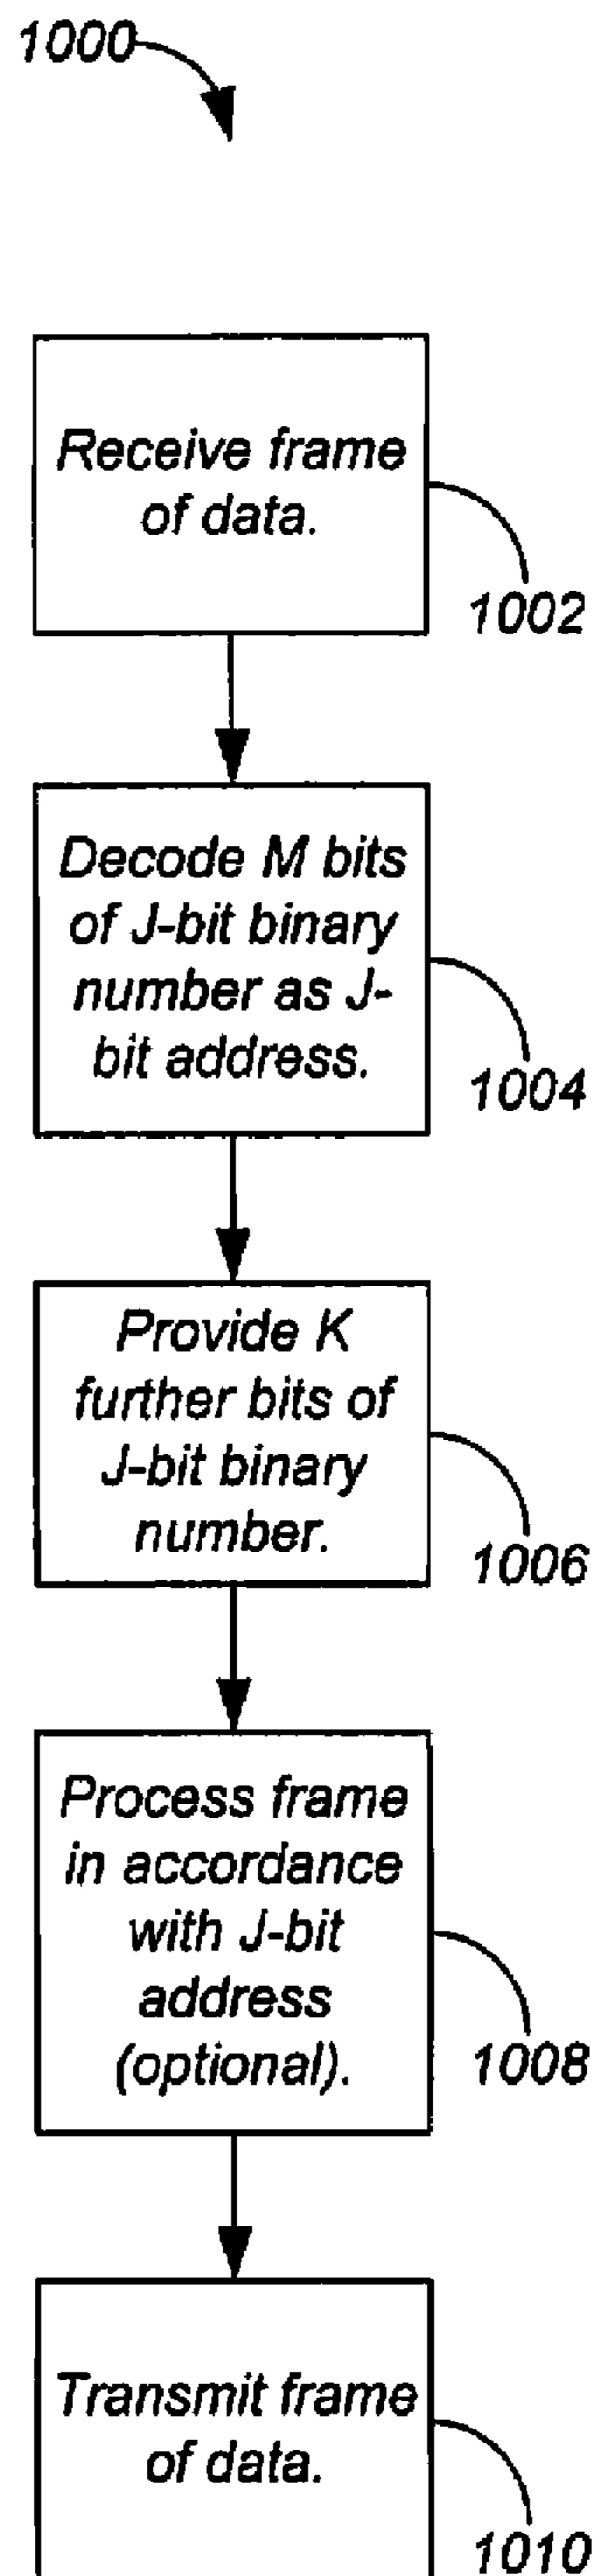 1000
Receive frame
of data.
1002
Decode M bits
of J-bit binary
number as J-
bit address.
1004
Provide K
further bits of
J-bit binary
number.
1006
Process frame
in accordance
with J-bit
address
(optional).
1008
Transmit frame
of data.
1010